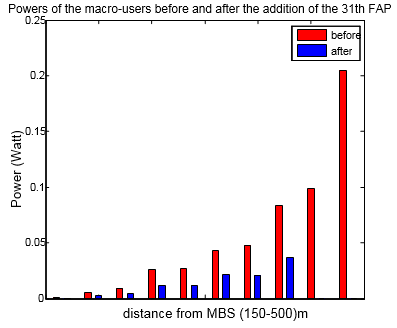 Powers of the macro-users before and after the addition of the 31th FAP
0.25
before
after
0.2
0.15
Power (Watt)
0.1
0.05
0
distance from MBS (150-500)m